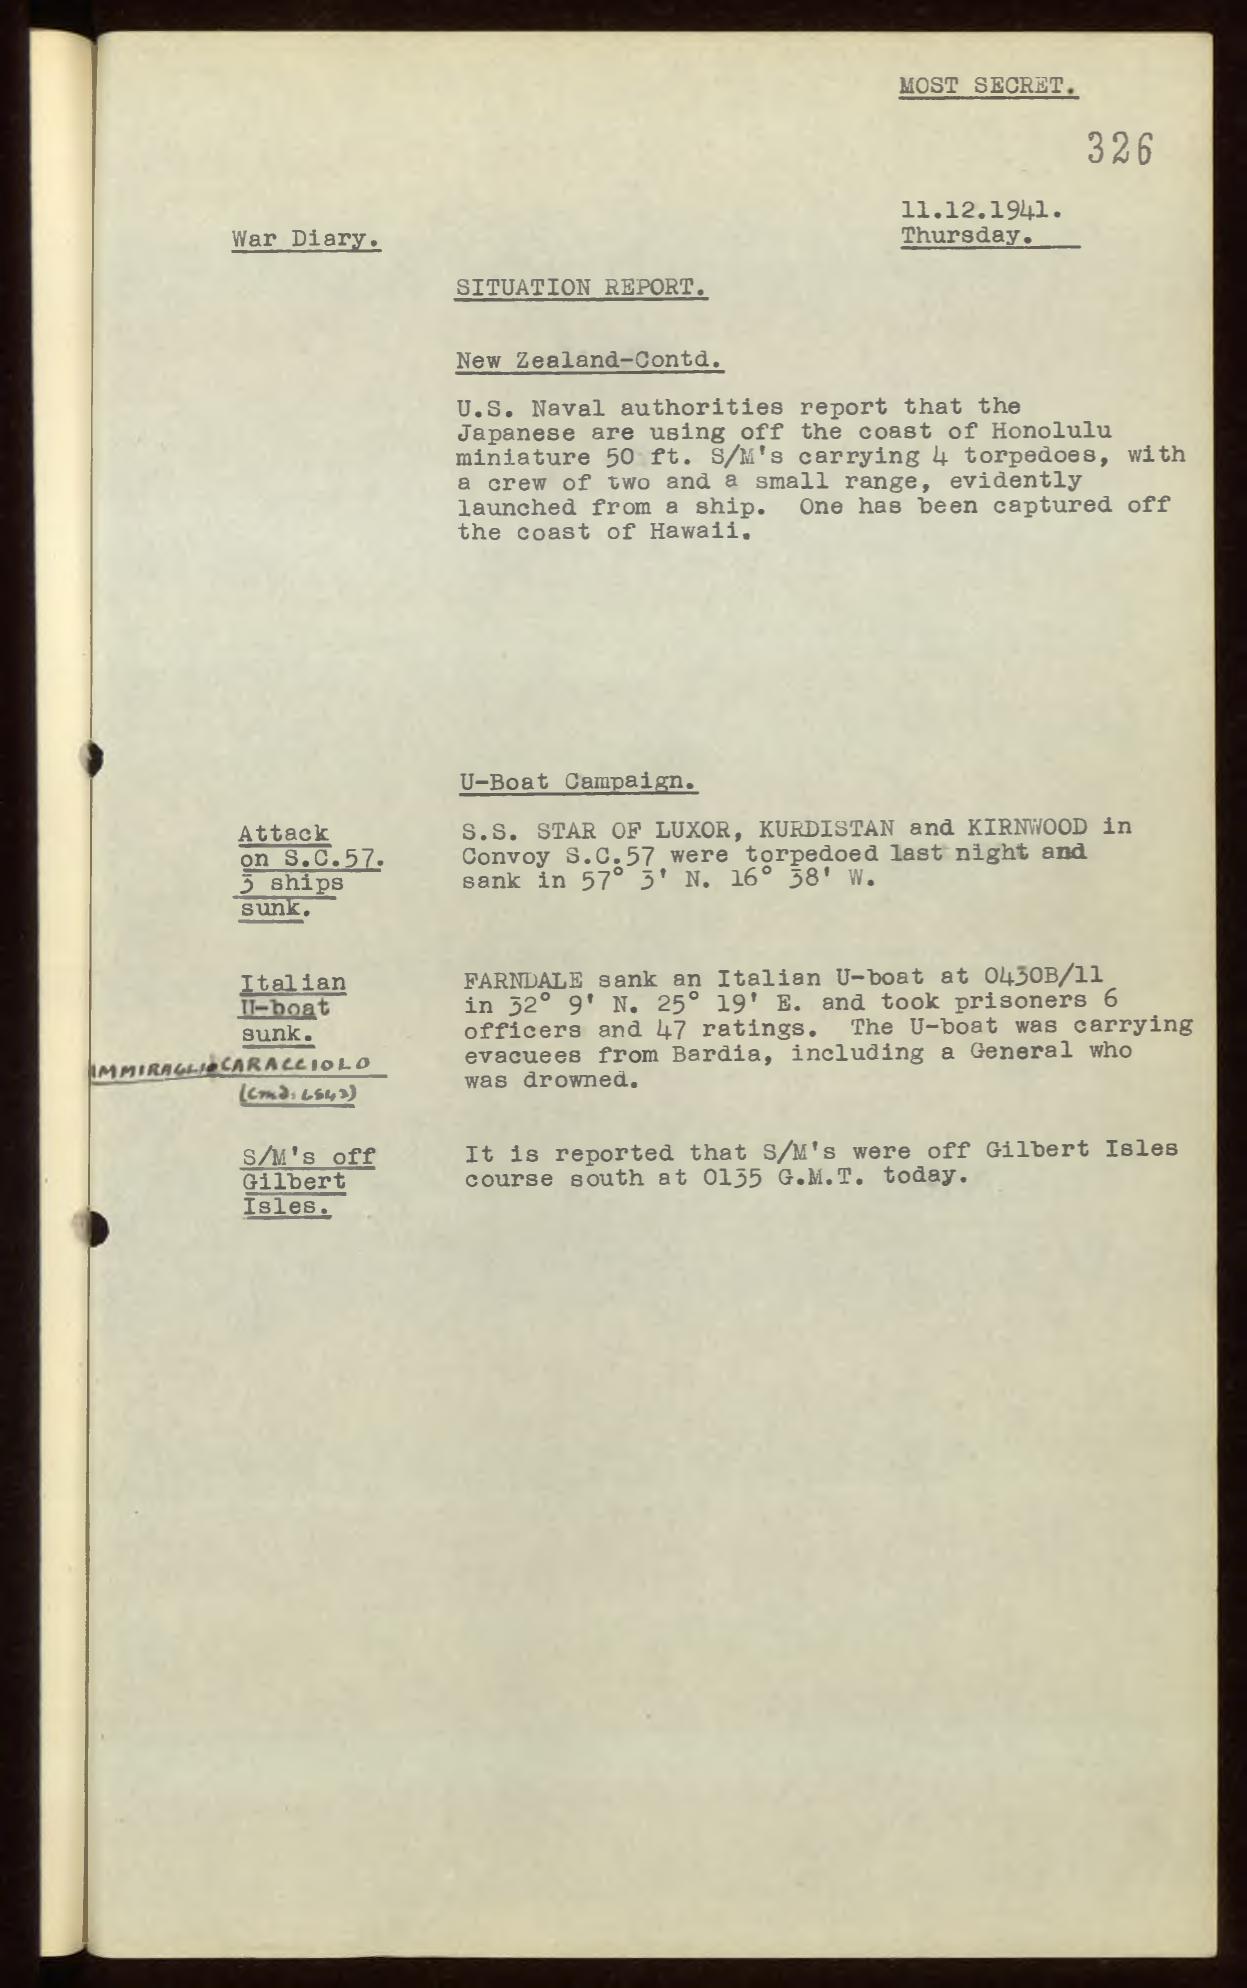 MOST SECRET.
326
11.12.1941.
Thursday.
War Diary.
SITUATION REPORT.
New Zealand-Contd.
U.S. Naval authorities report that the
Japanese are using off the coast of Honolulu
miniature 50 ft. S/M's carrying 4 torpedoes, with
a crew of two and a small range, evidently
launched from a ship. One has been captured off
the coast of Hawaii.
U-Boat Campaign.
Attack
on S.C.57.
3 ships
sunk.
S.S. STAR OF LUXOR, KURDISTAN and KIRNWOOD in
Convoy S.C.57 were torpedoed last night and
sank in 57° 3' N. 16° 38' W.
Italian
U-boat
sunk.
IMMIRAGLIO CARACCIOLO
FARNDALE sank an Italian U-boat at 0430B/11
in 32° 9' N. 25° 19' E. and took prisoners 6
officers and 47 ratings. The U-boat was carrying
evacuees from Bardia, including a General who
was drowned.
S/M's off
Gilbert
Isles.
It is reported that S/M's were off Gilbert Isles
course south at 0135 G.M.T. today.